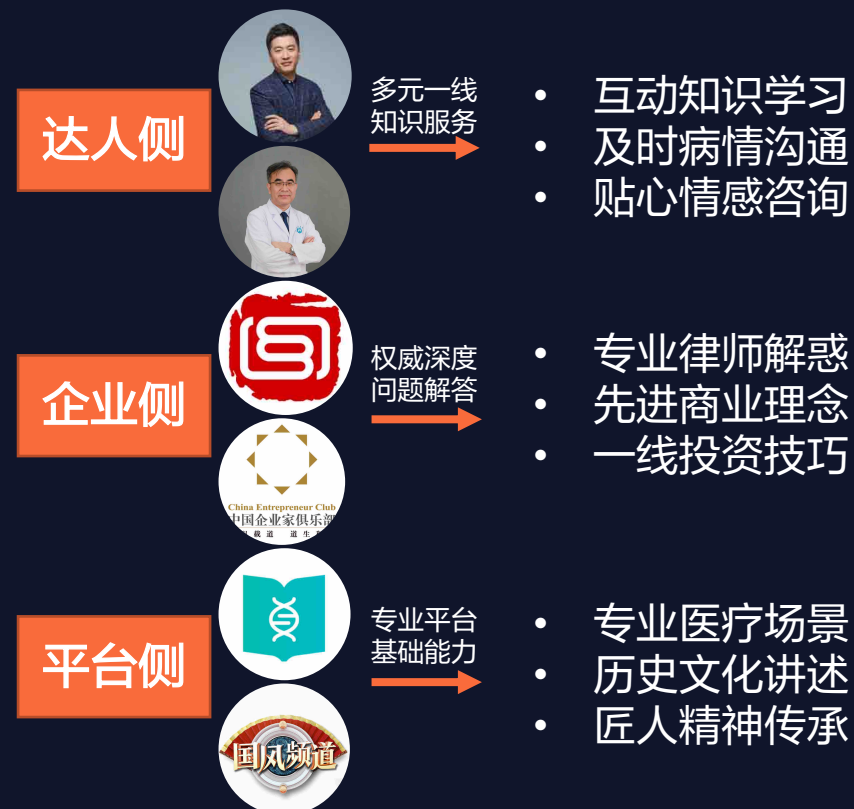 达人侧
多元一线
知识服务
• 互动知识学习
• 及时病情沟通
• 贴心情感咨询
企业侧
China Entrepreneur Club
中国企业家俱乐部
权威深度
问题解答
• 专业律师解惑
• 先进商业理念
• 一线投资技巧
平台侧
国风频道
专业平台
基础能力
• 专业医疗场景
• 历史文化讲述
• 匠人精神传承